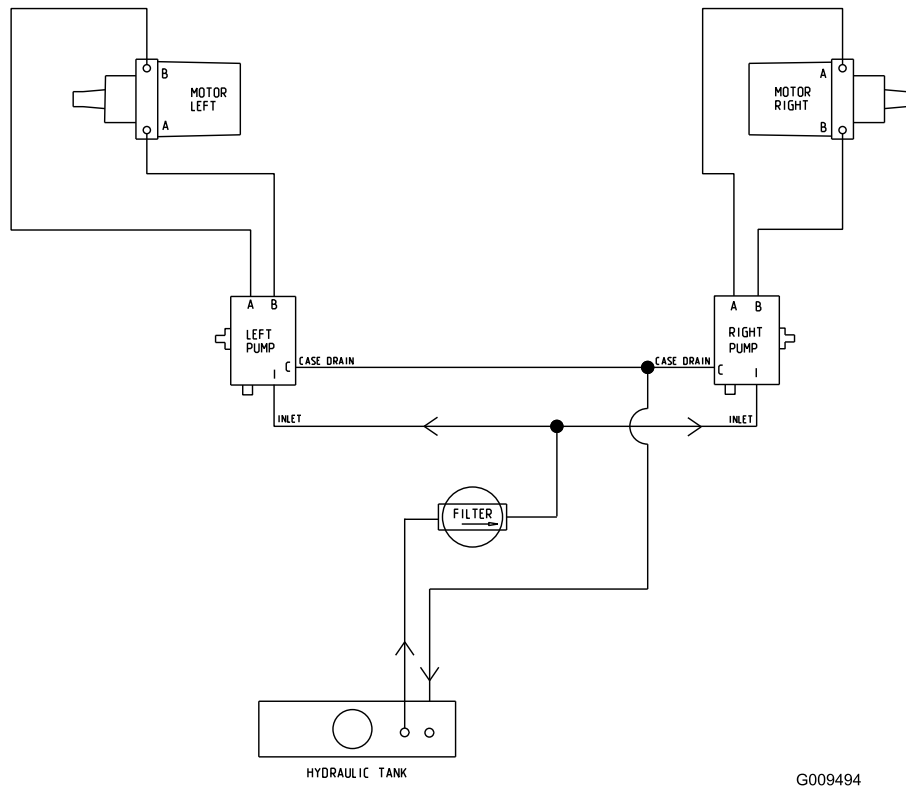 B
MOTOR
LEFT
A
A
MOTOR
RIGHT
B
A B
LEFT
PUMP
C
I
CASE DRAIN
INLET
A B
RIGHT
PUMP
CASE DRAIN
C
I
INLET
FILTER
HYDRAULIC TANK
G009494